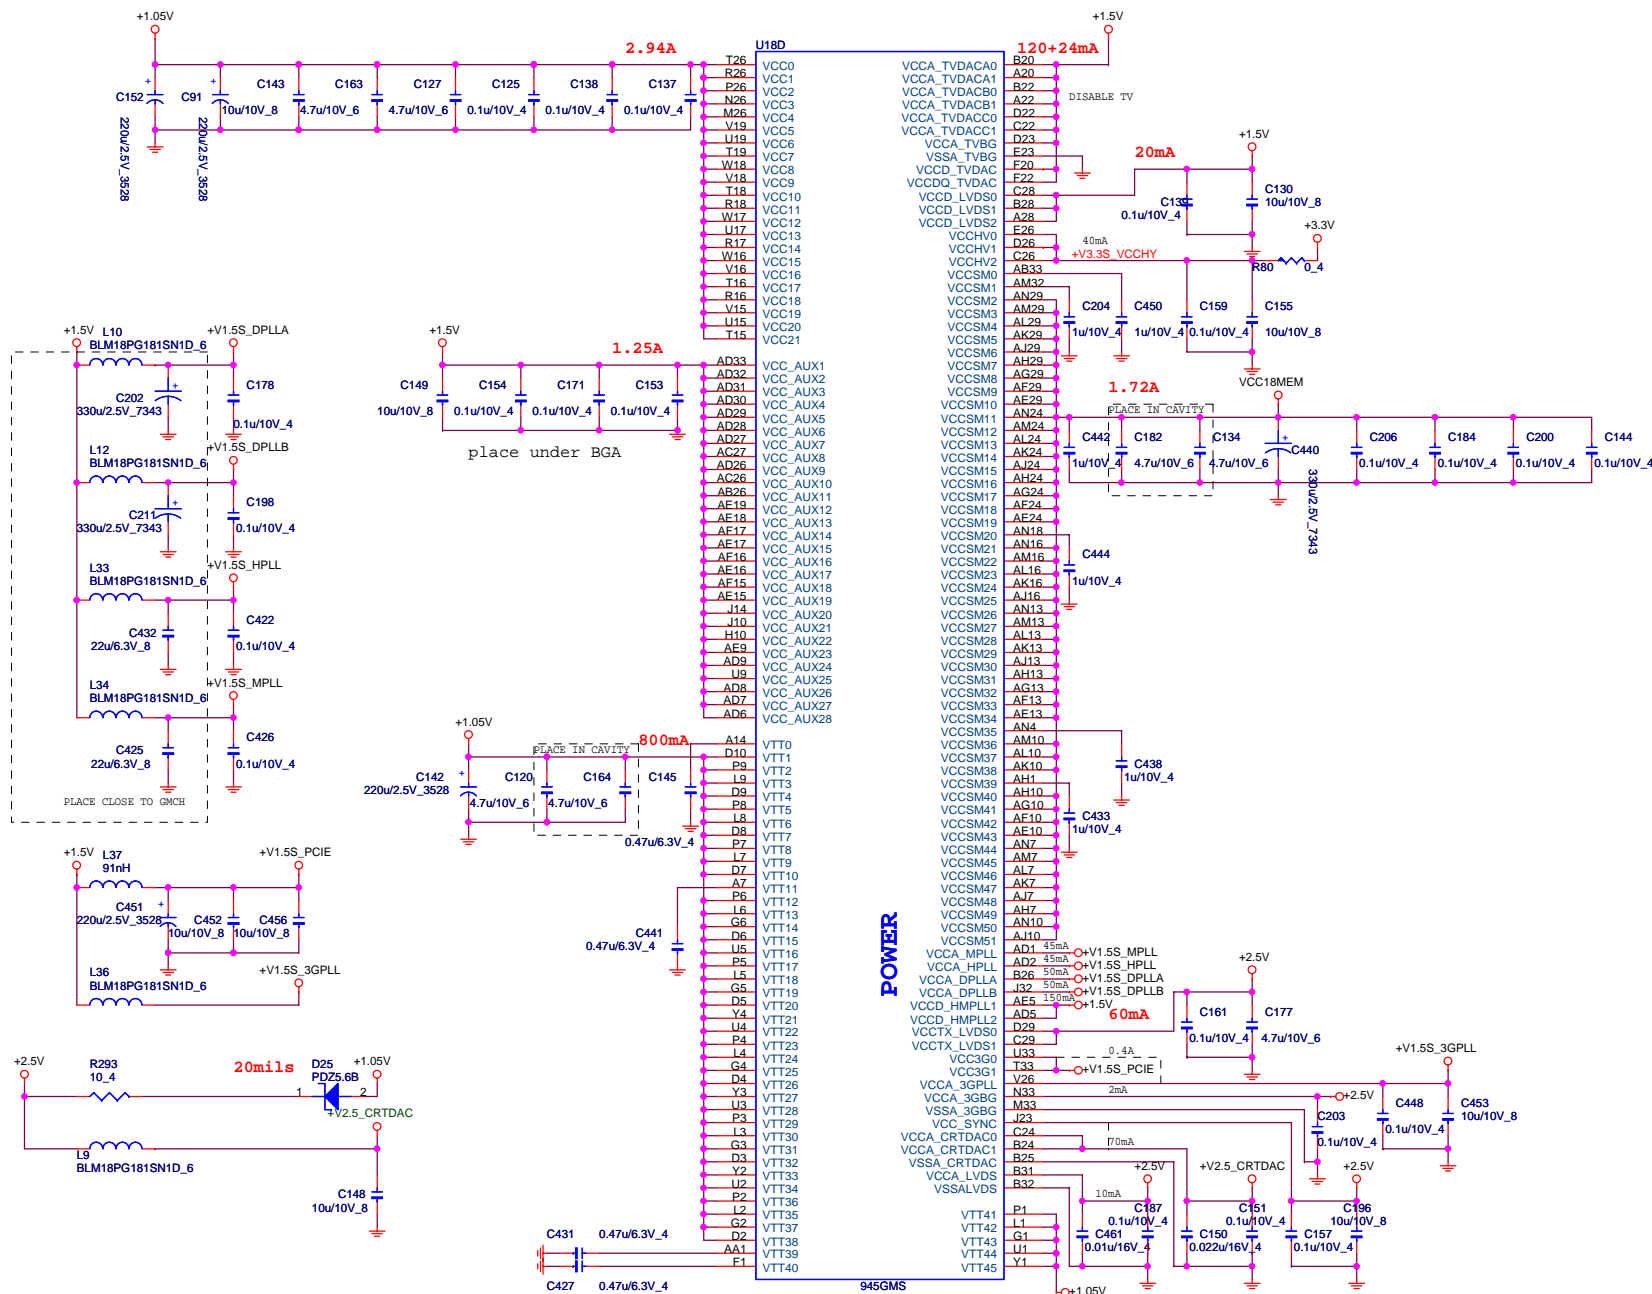 +1.05V
2.94A
C152
220u/2.5V_3528
C91
220u/2.5V_3528
C143
10u/10V_8
C163
4.7u/10V_6
C127
4.7u/10V_6
C125
0.1u/10V_4
C138
0.1u/10V_4
C137
0.1u/10V_4
+1.5V
L10
BLM18PG181SN1D_6
+V1.5S_DPLLA
C202
330u/2.5V_7343
C178
0.1u/10V_4
L12
BLM18PG181SN1D_6
+V1.5S_DPLLB
C211
330u/2.5V_7343
C198
0.1u/10V_4
L33
BLM18PG181SN1D_6
+V1.5S_HPLL
C432
22u/6.3V_8
C422
0.1u/10V_4
L34
BLM18PG181SN1D_6
+V1.5S_MPLL
C425
22u/6.3V_8
C426
0.1u/10V_4
PLACE CLOSE TO GMCH
+1.5V
1.25A
C149
10u/10V_8
C154
0.1u/10V_4
C171
0.1u/10V_4
C153
0.1u/10V_4
place under BGA
+1.05V
PLACE IN CAVITY
800mA
C142
220u/2.5V_3528
C120
4.7u/10V_6
C164
4.7u/10V_6
C145
0.47u/6.3V_4
C441
0.47u/6.3V_4
+1.5V
L37
91nH
+V1.5S_PCIE
C451
220u/2.5V_3528
C452
10u/10V_8
C456
10u/10V_8
L36
BLM18PG181SN1D_6
+V1.5S_3GPLL
+2.5V
R293
10_4
20mils
D25
PDZ5.6B
1
2
+1.05V
+V2.5_CRTDAC
L9
BLM18PG181SN1D_6
C148
10u/10V_8
C431
0.47u/6.3V_4
C427
0.47u/6.3V_4
U18D
T26 VCC0
R26 VCC1
P26 VCC2
N26 VCC3
M26 VCC4
V19 VCC5
U19 VCC6
T19 VCC7
W18 VCC8
V18 VCC9
T18 VCC10
R18 VCC11
W17 VCC12
U17 VCC13
R17 VCC14
W16 VCC15
V16 VCC16
T16 VCC17
R16 VCC18
V15 VCC19
U15 VCC20
T15 VCC21
AD33 VCC_AUX1
AD32 VCC_AUX2
AD31 VCC_AUX3
AD30 VCC_AUX4
AD29 VCC_AUX5
AD28 VCC_AUX6
AD27 VCC_AUX7
AC27 VCC_AUX8
AD26 VCC_AUX9
AC26 VCC_AUX10
AB26 VCC_AUX11
AE19 VCC_AUX12
AE18 VCC_AUX13
AF17 VCC_AUX14
AE17 VCC_AUX15
AF16 VCC_AUX16
AE16 VCC_AUX17
AF15 VCC_AUX18
AE15 VCC_AUX19
J14 VCC_AUX20
J10 VCC_AUX21
H10 VCC_AUX22
AE9 VCC_AUX23
AD9 VCC_AUX24
U9 VCC_AUX25
AD8 VCC_AUX26
AD7 VCC_AUX27
AD6 VCC_AUX28
A14 VTT0
D10 VTT1
P9 VTT2
L9 VTT3
D9 VTT4
P8 VTT5
L8 VTT6
D8 VTT7
P7 VTT8
L7 VTT9
D7 VTT10
A7 VTT11
P6 VTT12
L6 VTT13
G6 VTT14
D6 VTT15
U5 VTT16
P5 VTT17
L5 VTT18
G5 VTT19
D5 VTT20
Y4 VTT21
U4 VTT22
P4 VTT23
L4 VTT24
G4 VTT25
D4 VTT26
Y3 VTT27
U3 VTT28
P3 VTT29
L3 VTT30
G3 VTT31
D3 VTT32
Y2 VTT33
U2 VTT34
P2 VTT36
L2 VTT35
G2 VTT37
D2 VTT38
AA1 VTT39
F1 VTT40
POWER
945GMS
VCCA_TVDACA0 B20
VCCA_TVDACA1 A20
VCCA_TVDACB0 B22
VCCA_TVDACB1 A22
VCCA_TVDACC0 D22
VCCA_TVDACC1 C22
VCCA_TVBG D23
VSSA_TVBG E23
VCCD_TVDAC F20
VCCDQ_TVDAC F22
VCCD_LVDS0 C28
VCCD_LVDS1 B28
VCCD_LVDS2 A28
VCCHV0 E26
VCCHV1 D26
VCCHV2 C26
VCCSM0 AB33
VCCSM1 AM32
VCCSM2 AN29
VCCSM3 AM29
VCCSM4 AL29
VCCSM5 AK29
VCCSM6 AJ29
VCCSM7 AH29
VCCSM8 AG29
VCCSM9 AF29
VCCSM10 AE29
VCCSM11 AN24
VCCSM12 AM24
VCCSM13 AL24
VCCSM14 AK24
VCCSM15 AJ24
VCCSM16 AH24
VCCSM17 AG24
VCCSM18 AF24
VCCSM19 AE24
VCCSM20 AN18
VCCSM21 AN16
VCCSM22 AM16
VCCSM23 AL16
VCCSM24 AK16
VCCSM25 AJ16
VCCSM26 AN13
VCCSM27 AM13
VCCSM28 AL13
VCCSM29 AK13
VCCSM30 AJ13
VCCSM31 AH13
VCCSM32 AG13
VCCSM33 AF13
VCCSM34 AE13
VCCSM35 AN4
VCCSM36 AM10
VCCSM37 AL10
VCCSM38 AK10
VCCSM39 AH1
VCCSM40 AH10
VCCSM41 AG10
VCCSM42 AF10
VCCSM43 AE10
VCCSM44 AN7
VCCSM45 AM7
VCCSM46 AL7
VCCSM47 AK7
VCCSM48 AJ7
VCCSM49 AH7
VCCSM50 AN10
VCCSM51 AJ10
VCCA_MPLL AD1 45mA +V1.5S_MPLL
VCCA_HPLL AD2 45mA +V1.5S_HPLL
VCCA_DPLLA B26 50mA +V1.5S_DPLLA
VCCA_DPLLB J32 50mA +V1.5S_DPLLB
VCCD_HMPLL1 AE5 150mA +1.5V
VCCD_HMPLL2 AD5
VCCTX_LVDS0 D29
VCCTX_LVDS1 C29
VCC3G0 U33
VCC3G1 T33 +V1.5S_PCIE
VCCA_3GPLL V26
VCCA_3GBG N33
VSSA_3GBG M33
VCC_SYNC J23
VCCA_CRTDAC0 C24
VCCA_CRTDAC1 B24
VSSA_CRTDAC B25
VCCA_LVDS B31
VSSALVDS B32
VTT41 P1
VTT42 L1
VTT43 G1
VTT44 U1
VTT45 Y1
120+24mA
+1.5V
DISABLE TV
20mA
+1.5V
C139
0.1u/10V_4
C130
10u/10V_8
40mA
+V3.3S_VCCHY
+3.3V
R80
0_4
C204
1u/10V_4
C450
1u/10V_4
C159
0.1u/10V_4
C155
10u/10V_8
1.72A
VCC18MEM
PLACE IN CAVITY
C442
1u/10V_4
C182
4.7u/10V_6
C134
4.7u/10V_6
C440
330u/2.5V_7343
C206
0.1u/10V_4
C184
0.1u/10V_4
C200
0.1u/10V_4
C144
0.1u/10V_4
C444
1u/10V_4
C438
1u/10V_4
C433
1u/10V_4
60mA
+2.5V
C161
0.1u/10V_4
C177
4.7u/10V_6
0.4A
+V1.5S_3GPLL
2mA
+2.5V
C203
0.1u/10V_4
C448
0.1u/10V_4
C453
10u/10V_8
70mA
10mA
+2.5V
C187
0.1u/10V_4
C461
0.01u/16V_4
+V2.5_CRTDAC
C151
0.1u/10V_4
C150
0.022u/16V_4
+2.5V
C196
10u/10V_8
C157
0.1u/10V_4
+1.05V